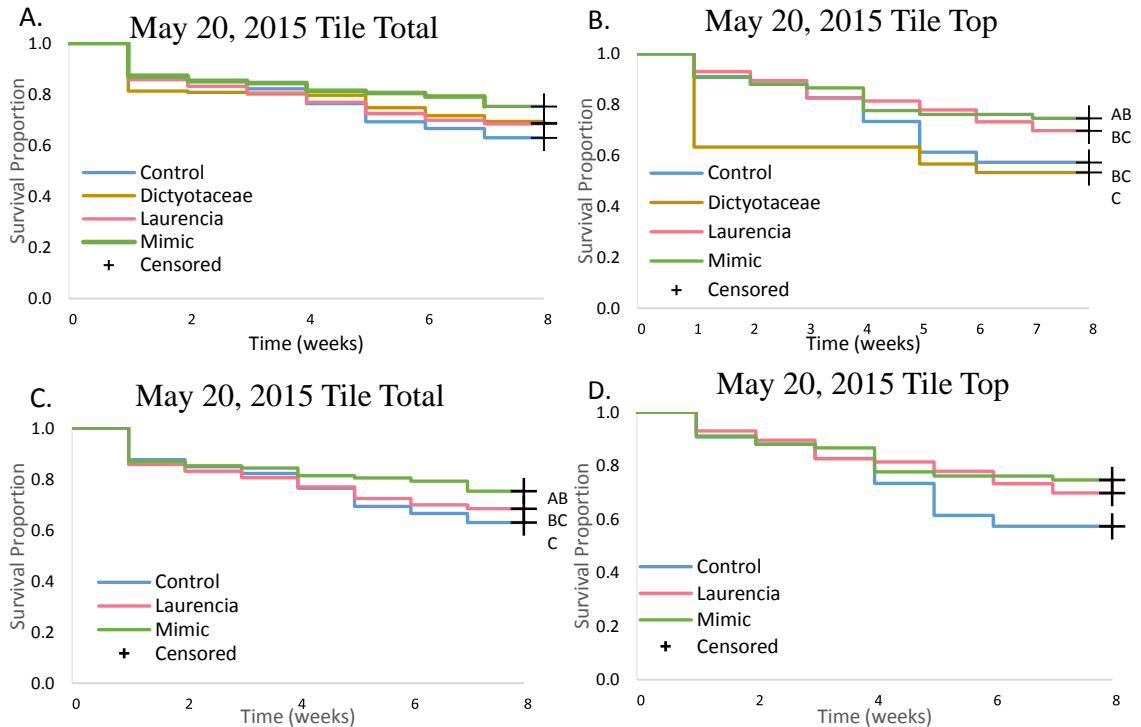 A.
May 20, 2015 Tile Total
Survival Proportion
1.0
0.8
0.6
0.4
0.2
0.0
Control
Dictyotaceae
Laurencia
Mimic
Censored
0 2 4 6 8
Time (weeks)
B.
May 20, 2015 Tile Top
Survival Proportion
1.0
0.8
0.6
0.4
0.2
0.0
AB
BC
BC
C
Control
Dictyotaceae
Laurencia
Mimic
Censored
0 1 2 3 4 5 6 7 8
Time (weeks)
C.
May 20, 2015 Tile Total
Survival Proportion
1.0
0.8
0.6
0.4
0.2
0.0
AB
BC
C
Control
Laurencia
Mimic
Censored
0 2 4 6 8
Time (weeks)
D.
May 20, 2015 Tile Top
Survival Proportion
1.0
0.8
0.6
0.4
0.2
0.0
Control
Laurencia
Mimic
Censored
0 2 4 6 8
Time (weeks)